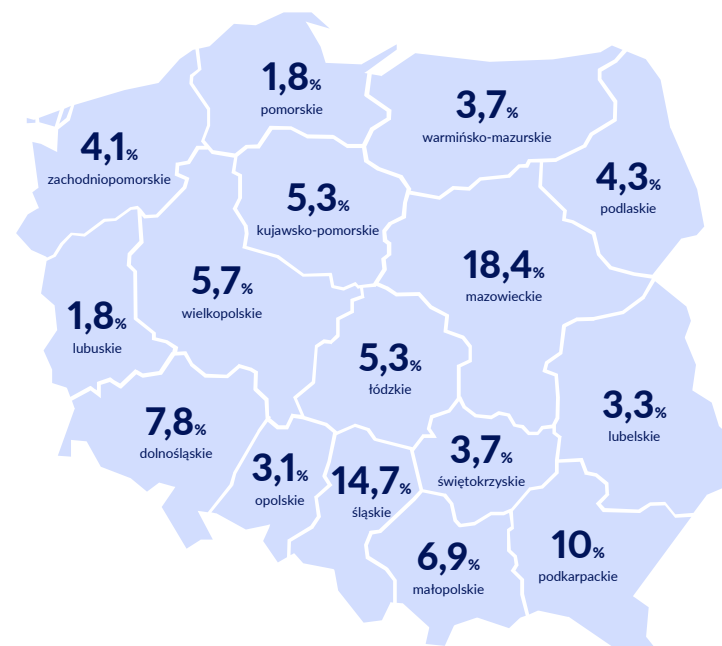 1,8%
pomorskie
3,7%
warmińsko-mazurskie
4,1%
zachodniopomorskie
4,3%
podlaskie
5,3%
kujawsko-pomorskie
18,4%
mazowieckie
5,7%
wielkopolskie
1,8%
lubuskie
5,3%
łódzkie
3,3%
lubelskie
7,8%
dolnośląskie
3,1%
opolskie
14,7%
śląskie
3,7%
świętokrzyskie
6,9%
małopolskie
10%
podkarpackie